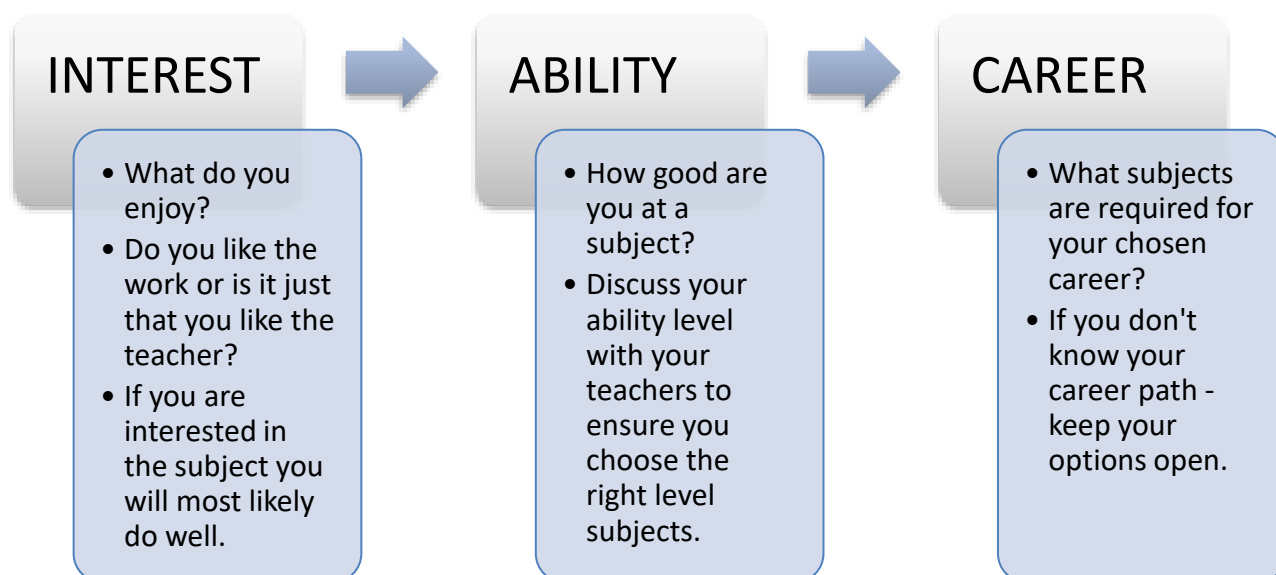 INTEREST
• What do you
enjoy?
• Do you like the
work or is it just
that you like the
teacher?
• If you are
interested in
the subject you
will most likely
do well.
ABILITY
• How good are
you at a
subject?
• Discuss your
ability level
with your
teachers to
ensure you
choose the
right level
subjects.
CAREER
• What subjects
are required for
your chosen
career?
• If you don't
know your
career path -
keep your
options open.